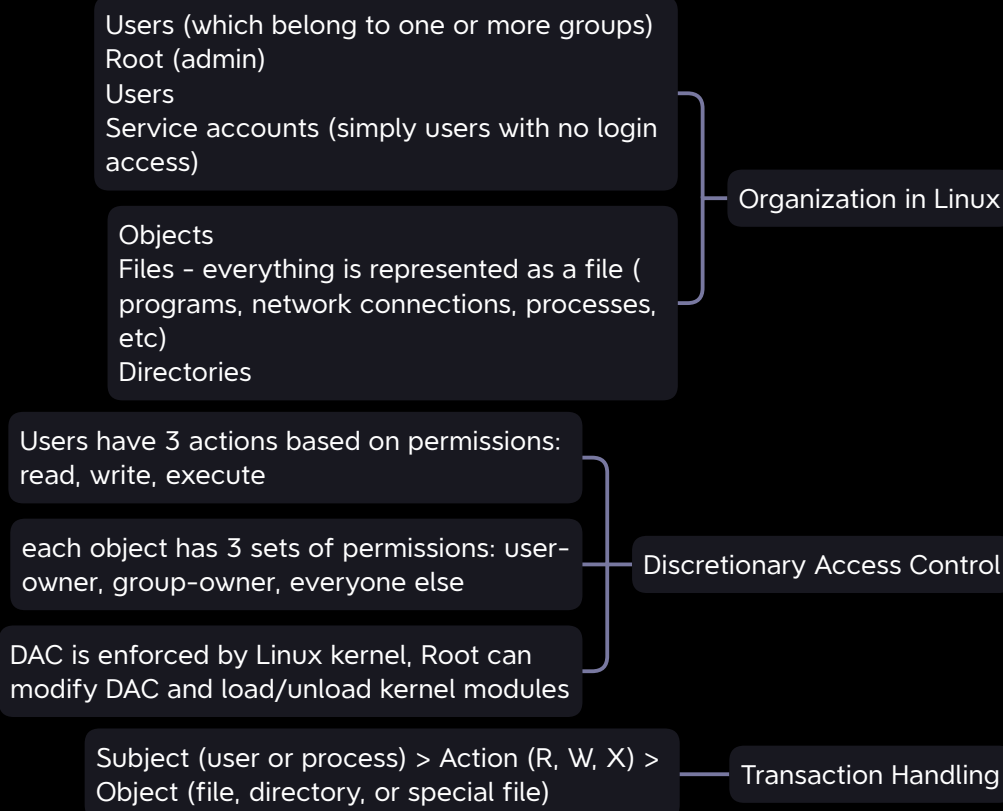 Users (which belong to one or more groups)
Root (admin)
Users
Service accounts (simply users with no login
access)
Organization in Linux
Objects
Files - everything is represented as a file (
programs, network connections, processes,
etc)
Directories
Users have 3 actions based on permissions:
read, write, execute
each object has 3 sets of permissions: user-
owner, group-owner, everyone else
Discretionary Access Control
DAC is enforced by Linux kernel, Root can
modify DAC and load/unload kernel modules
Subject (user or process) > Action (R, W, X) >
Object (file, directory, or special file)
Transaction Handling